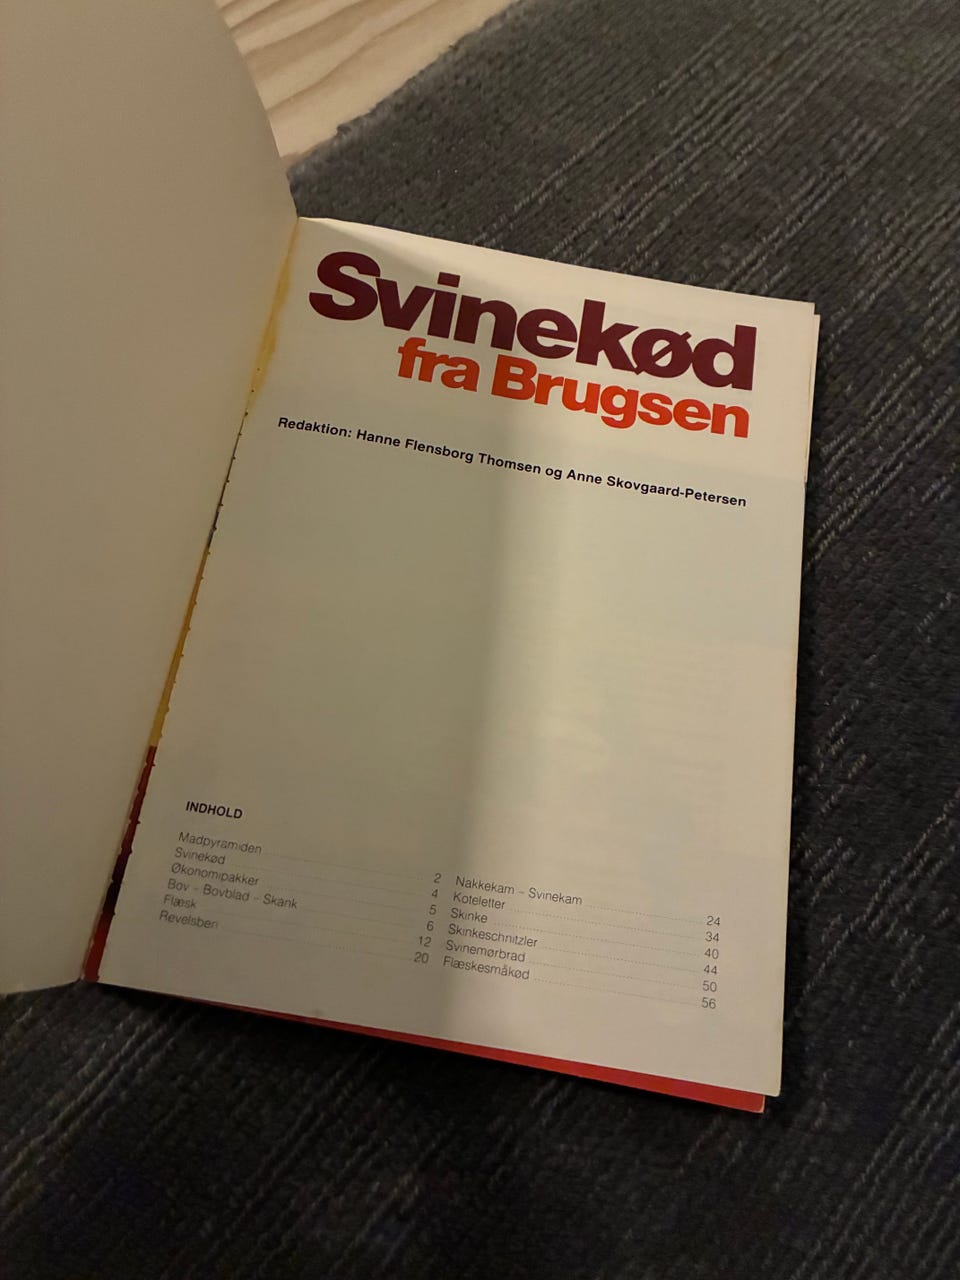 Svinekød
fra Brugsen
Redaktion: Hanne Flensborg Thomsen og Anne Skovgaard-Petersen
INDHOLD
Madpyramiden 2
Svinekød 4
Økonomipakker 5
Bov - Bovblad - Skank 6
Flæsk 12
Revelsben 20
Nakkekam - Svinekam 24
Koteletter 34
Skinke 40
Skinkeschnitzler 44
Svinemørbrad 50
Flæskesmåkød 56